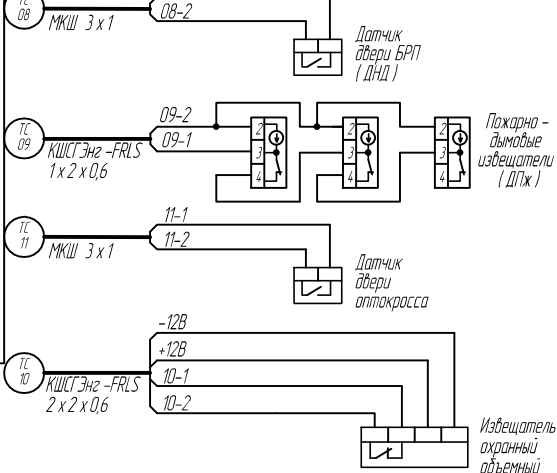 ТС
08
МКШ 3 х 1
08-2
Датчик
двери БРП
( ДНД )
ТС
09
КШСГЭнг -FRLS
1 х 2 х 0,6
09-2
09-1
2
3
4
2
3
4
2
3
4
Пожарно -
дымовые
извещатели
( ДПж )
ТС
11
МКШ 3 х 1
11-1
11-2
Датчик
двери
оптокросса
ТС
10
КШСГЭнг -FRLS
2 х 2 х 0,6
-12В
+12В
10-1
10-2
Извещатель
охранный
объемный